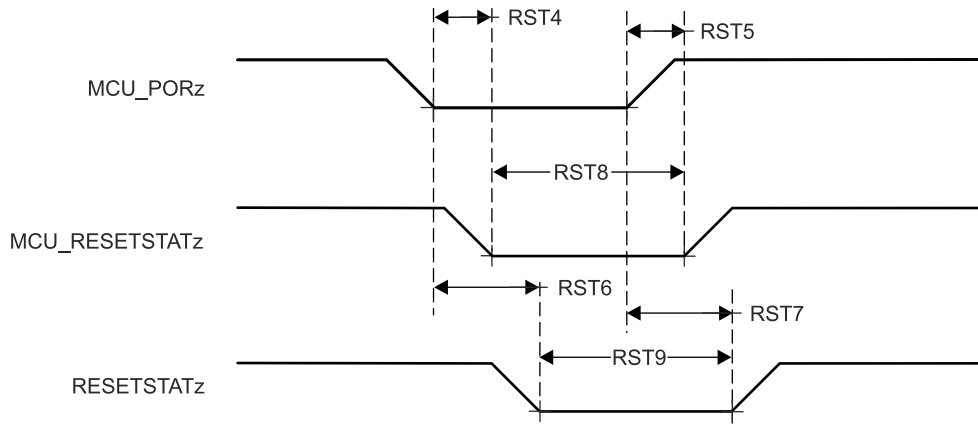 RST4
RST5
MCU_PORz
RST8
MCU_RESETSTATz
RST6
RST7
RST9
RESETSTATz